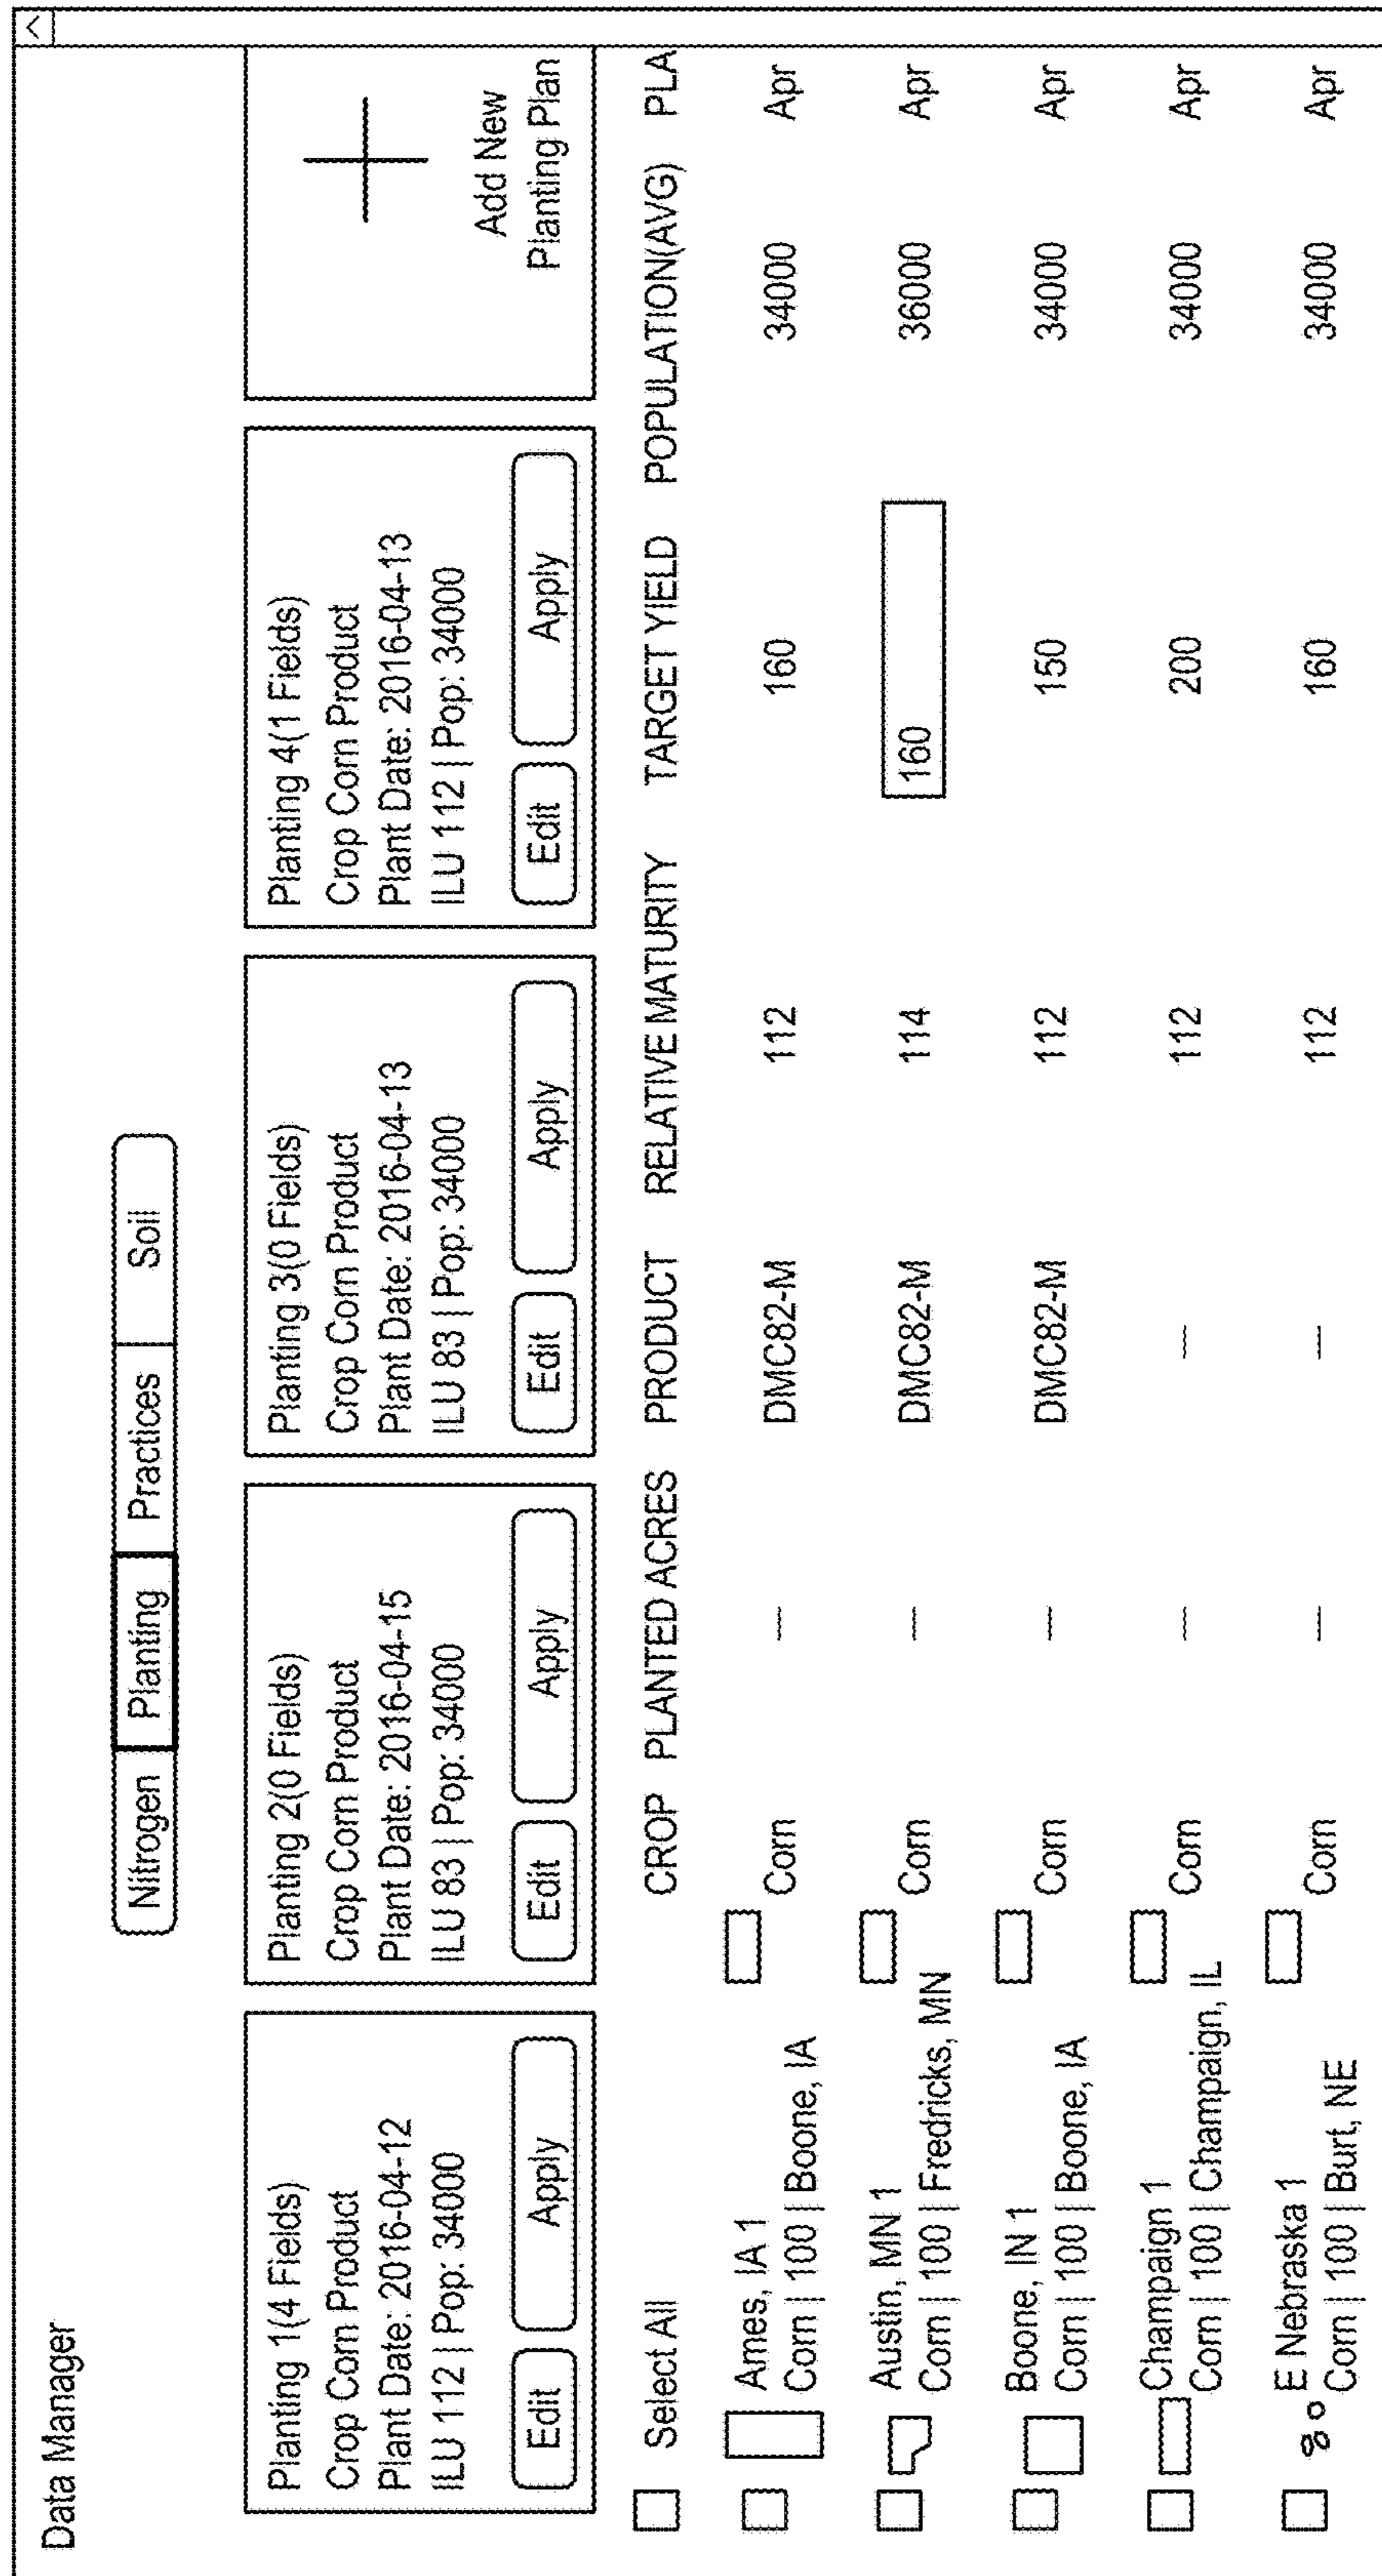 Data Manager
Nitrogen Planting Practices Soil
Planting 1(4 Fields)
Crop Corn Product
Plant Date: 2016-04-12
ILU 112 | Pop: 34000
Edit Apply
Planting 2(0 Fields)
Crop Corn Product
Plant Date: 2016-04-15
ILU 83 | Pop: 34000
Edit Apply
Planting 3(0 Fields)
Crop Corn Product
Plant Date: 2016-04-13
ILU 83 | Pop: 34000
Edit Apply
Planting 4(1 Fields)
Crop Corn Product
Plant Date: 2016-04-13
ILU 112 | Pop: 34000
Edit Apply
Add New
Planting Plan
Select All CROP PLANTED ACRES PRODUCT RELATIVE MATURITY TARGET YIELD POPULATION(AVG) PLA
Ames, IA 1
Corn | 100 | Boone, IA
Corn — DMC82-M 112 160 34000 Apr
Austin, MN 1
Corn | 100 | Fredricks, MN
Corn — DMC82-M 114 160 36000 Apr
Boone, IN 1
Corn | 100 | Boone, IA
Corn — DMC82-M 112 150 34000 Apr
Champaign 1
Corn | 100 | Champaign, IL
Corn — — 112 200 34000 Apr
E Nebraska 1
Corn | 100 | Burt, NE
Corn — — 112 160 34000 Apr